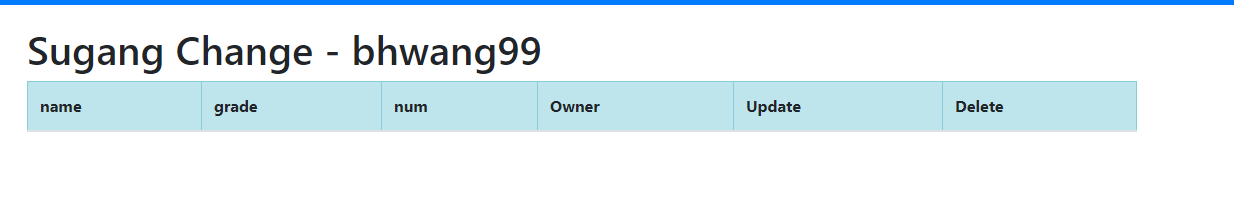 Sugang Change - bhwang99
name grade num Owner Update Delete